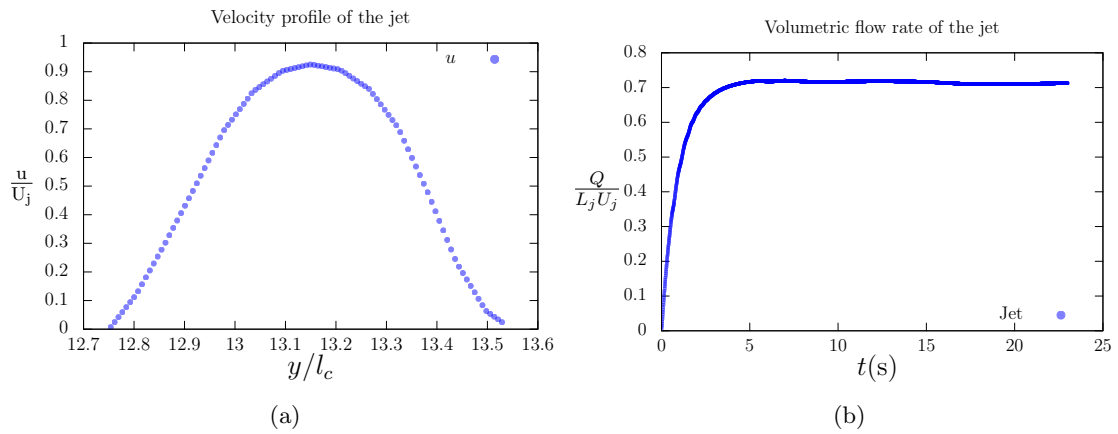 Velocity profile of the jet
1
0.9
0.8
0.7
0.6
0.5
0.4
0.3
0.2
0.1
0
u
U_j
u
12.7 12.8 12.9 13 13.1 13.2 13.3 13.4 13.5 13.6
y/l_c
(a)
Volumetric flow rate of the jet
0.8
0.7
0.6
0.5
0.4
0.3
0.2
0.1
0
Q
L_jU_j
Jet
0 5 10 15 20 25
t(s)
(b)